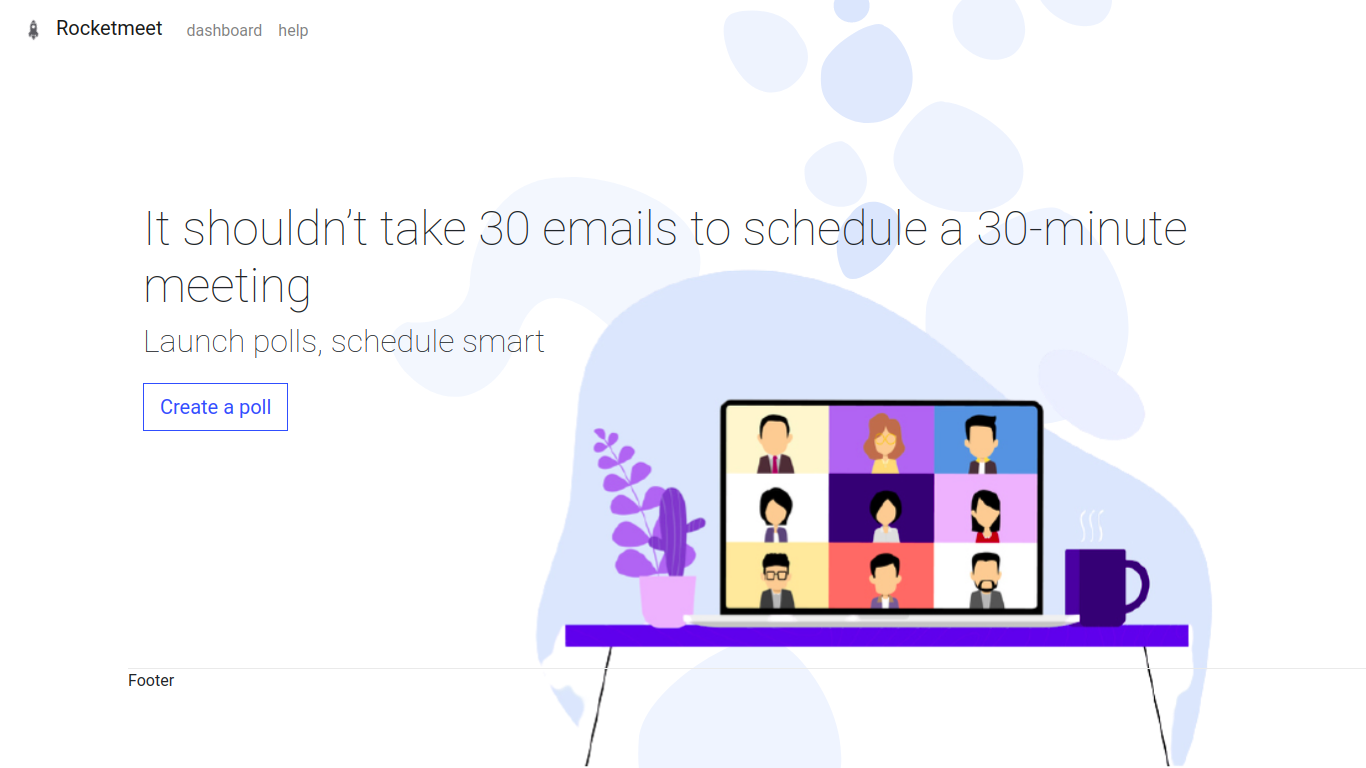 Rocketmeet dashboard help
It shouldn’t take 30 emails to schedule a 30-minute
meeting
Launch polls, schedule smart
Create a poll
Footer